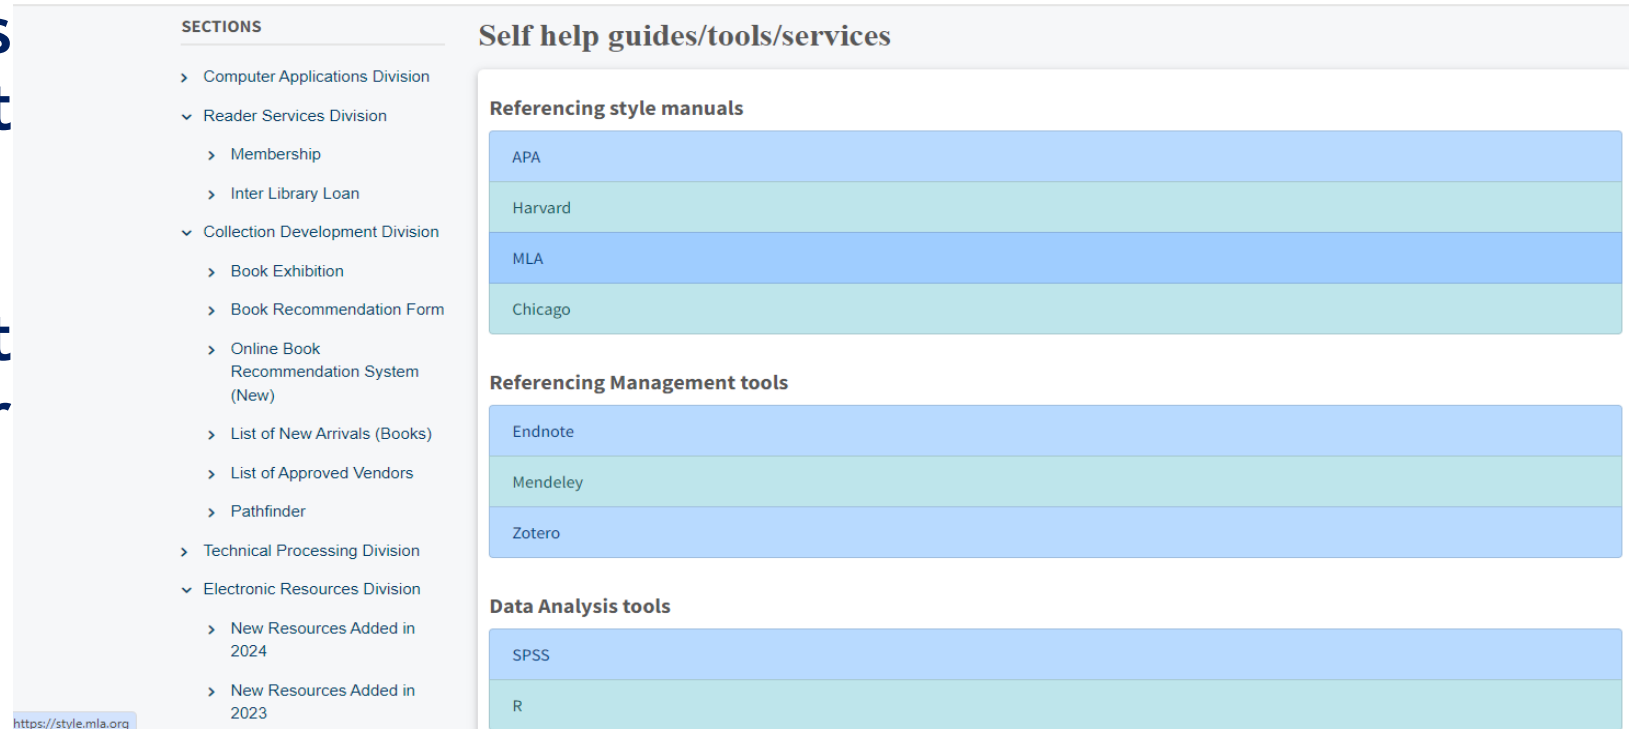 SECTIONS
Computer Applications Division
Reader Services Division
Membership
Inter Library Loan
Collection Development Division
Book Exhibition
Book Recommendation Form
Online Book
Recommendation System
(New)
List of New Arrivals (Books)
List of Approved Vendors
Pathfinder
Technical Processing Division
Electronic Resources Division
New Resources Added in
2024
New Resources Added in
2023
Self help guides/tools/services
Referencing style manuals
APA
Harvard
MLA
Chicago
Referencing Management tools
Endnote
Mendeley
Zotero
Data Analysis tools
SPSS
R
s
t
t
r
https://style.mla.org